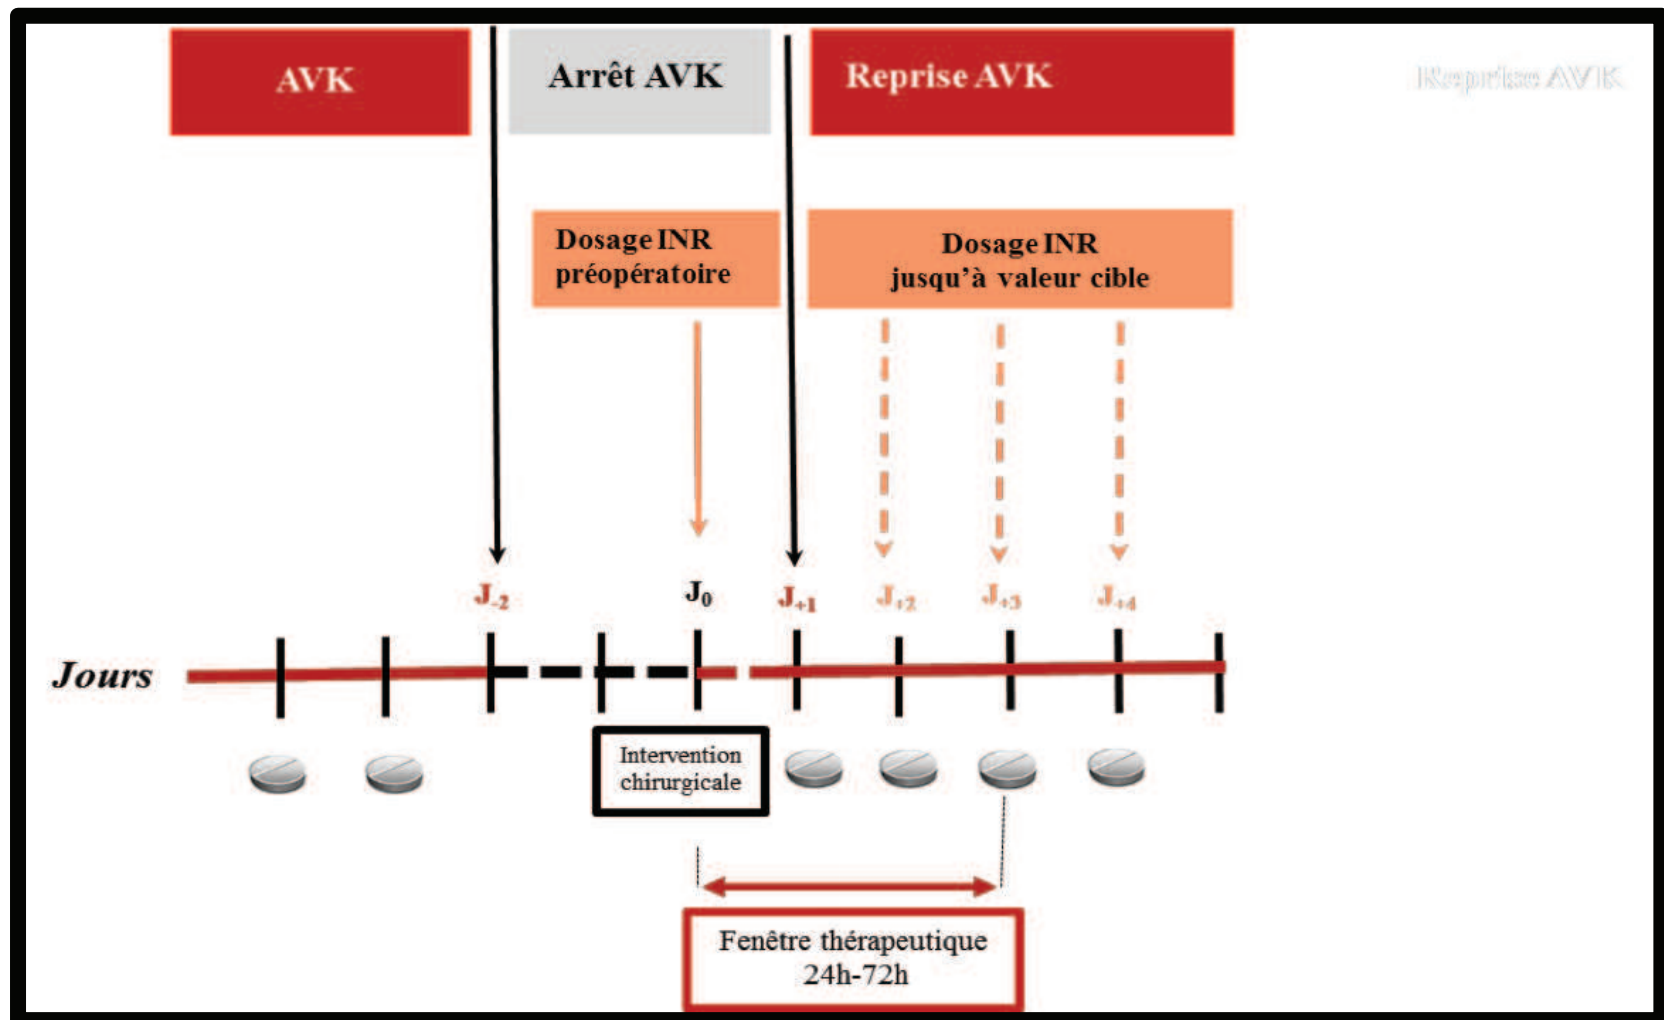 AVK
Arrêt AVK
Reprise AVK
Reprise AVK
Dosage INR
préopératoire
Dosage INR
jusqu’à valeur cible
J-2
J0
J+1
J+2
J+3
J+4
Jours
Intervention
chirurgicale
Fenêtre thérapeutique
24h-72h